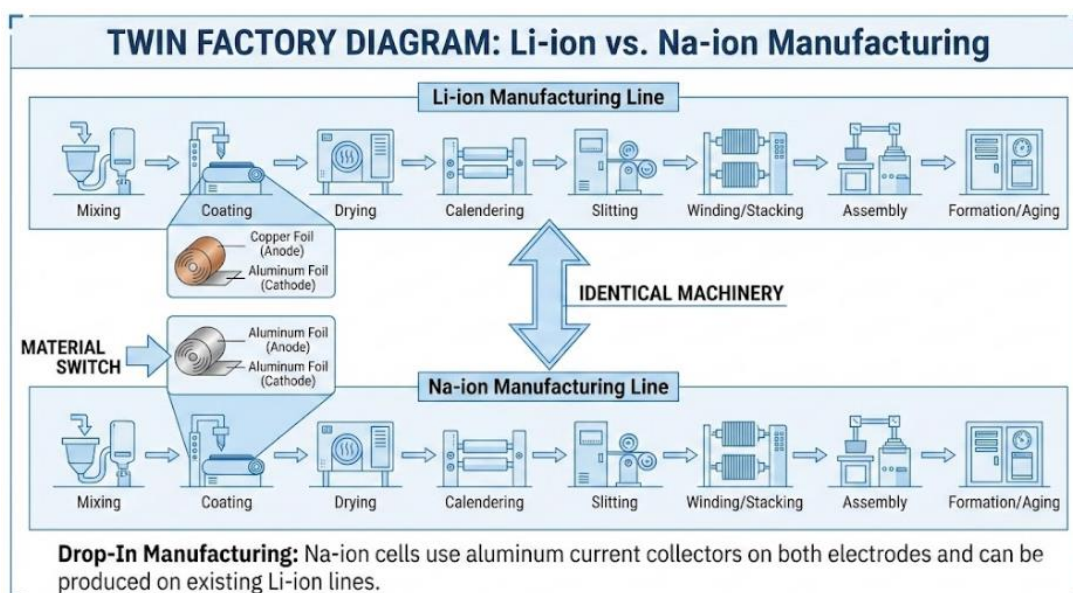 TWIN FACTORY DIAGRAM: Li-ion vs. Na-ion Manufacturing
Li-ion Manufacturing Line
Mixing
Coating
Drying
Calendering
Slitting
Winding/Stacking
Assembly
Formation/Aging
Copper Foil
(Anode)
Aluminum Foil
(Cathode)
IDENTICAL MACHINERY
MATERIAL
SWITCH
Aluminum Foil
(Anode)
Aluminum Foil
(Cathode)
Na-ion Manufacturing Line
Mixing
Coating
Drying
Calendering
Slitting
Winding/Stacking
Assembly
Formation/Aging
Drop-In Manufacturing: Na-ion cells use aluminum current collectors on both electrodes and can be
produced on existing Li-ion lines.